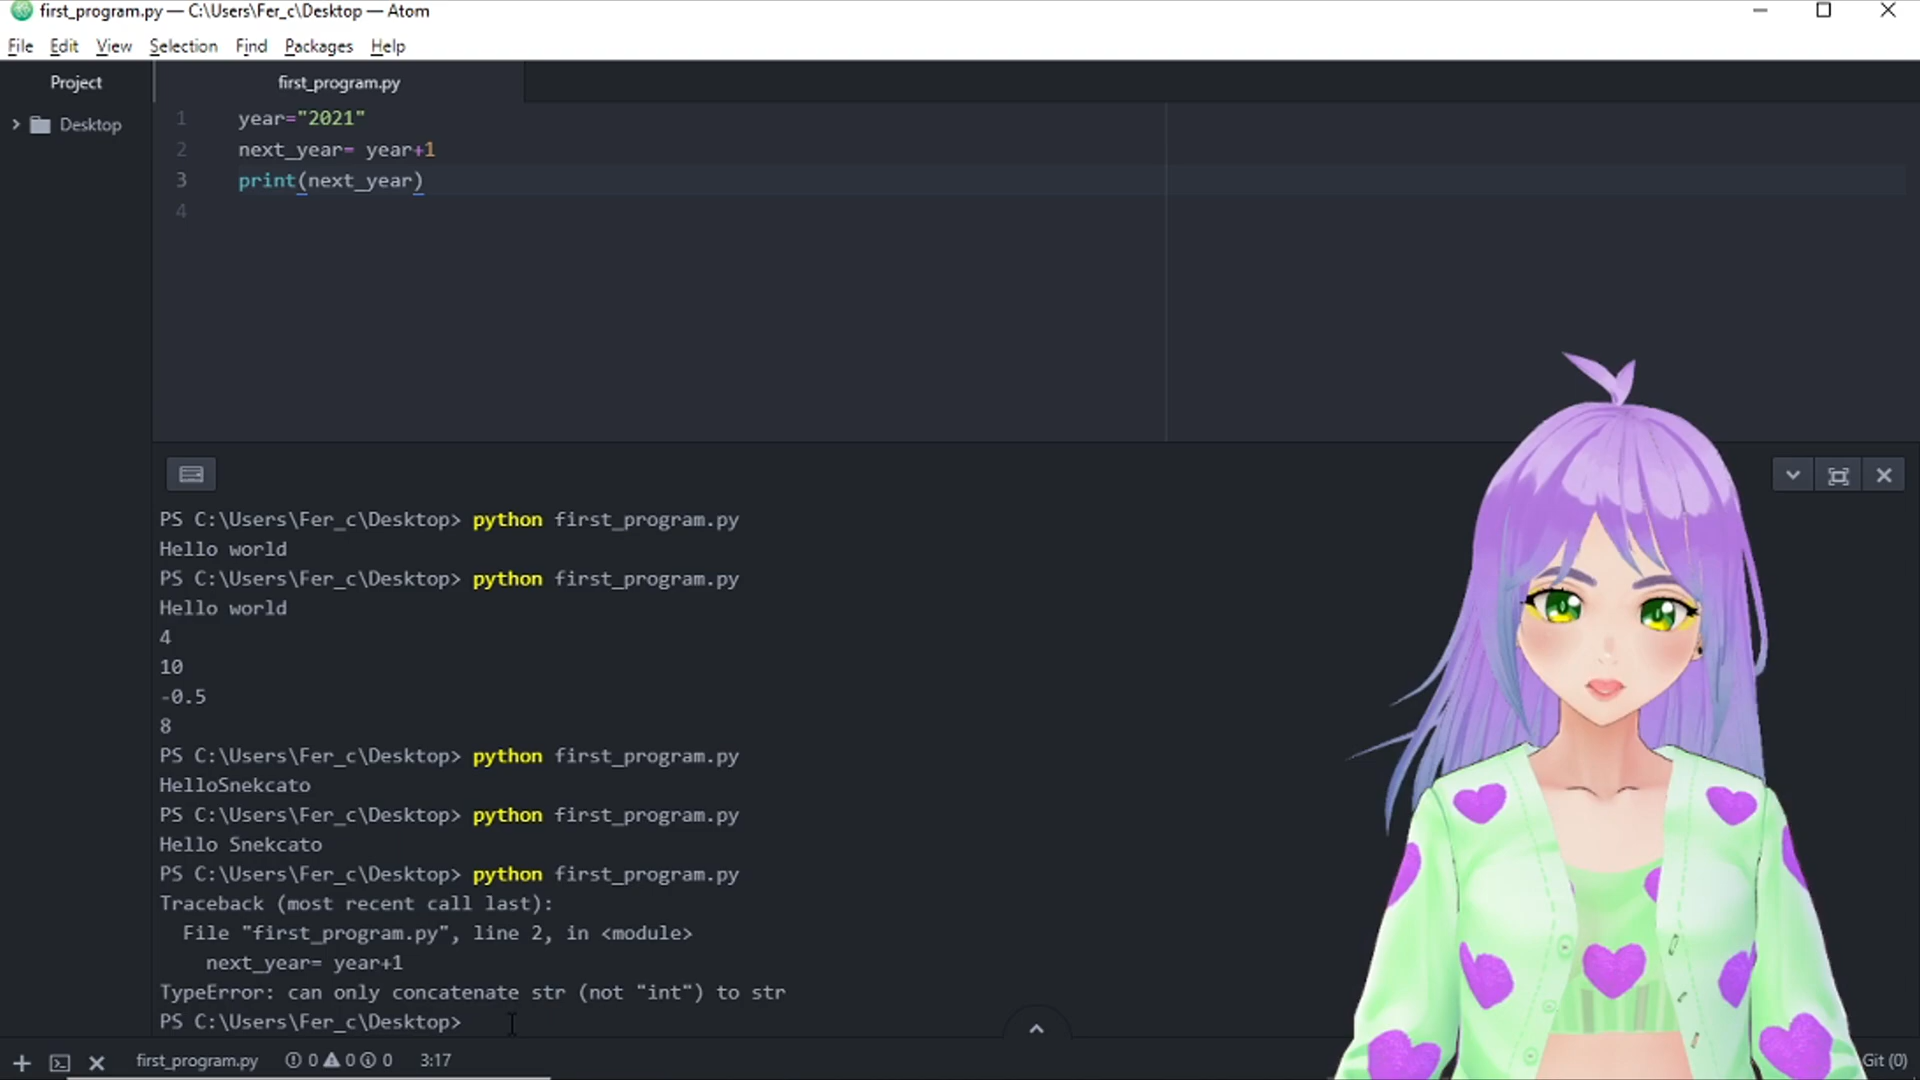 first_program.py — C:\Users\Fer_c\Desktop — Atom
File Edit View Selection Find Packages Help
Project
first_program.py
Desktop
1 year="2021"
2 next_year= year+1
3 print(next_year)
4
PS C:\Users\Fer_c\Desktop> python first_program.py
Hello world
PS C:\Users\Fer_c\Desktop> python first_program.py
Hello world
4
10
-0.5
8
PS C:\Users\Fer_c\Desktop> python first_program.py
HelloSnekcato
PS C:\Users\Fer_c\Desktop> python first_program.py
Hello Snekcato
PS C:\Users\Fer_c\Desktop> python first_program.py
Traceback (most recent call last):
File "first_program.py", line 2, in <module>
next_year= year+1
TypeError: can only concatenate str (not "int") to str
PS C:\Users\Fer_c\Desktop>
first_program.py 0 0 0 3:17 Git (0)